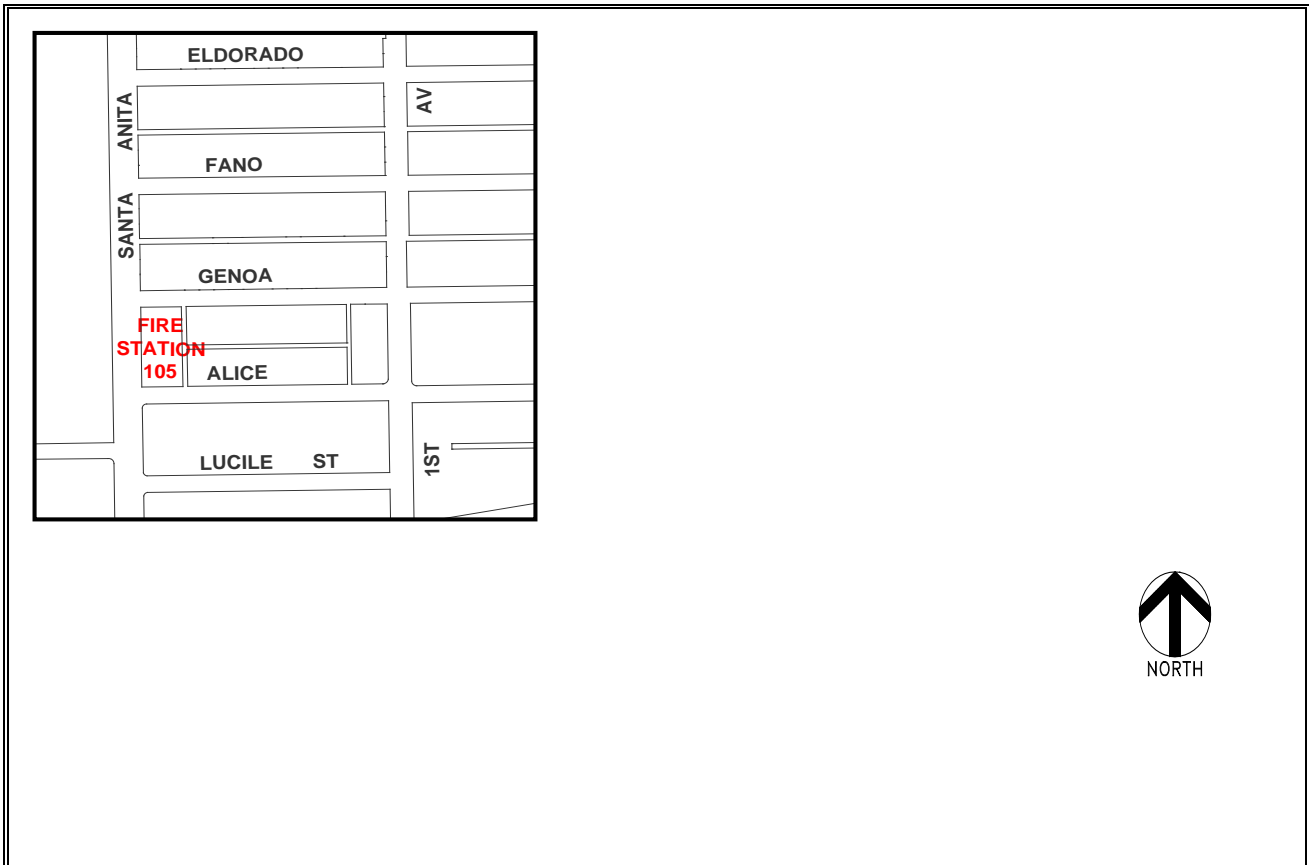 ELDORADO
ANITA
AV
FANO
SANTA
GENOA
FIRE
STATION
105
ALICE
LUCILE ST
1ST
NORTH